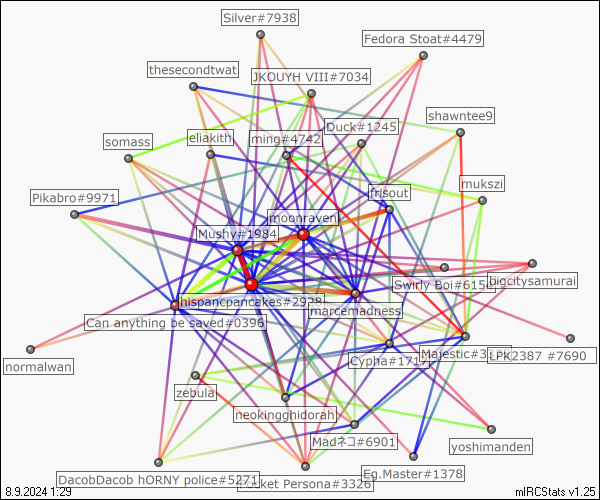 Silver#7938
Fedora Stoat#4479
thesecondtwat
JKOUYH VIII#7034
shawntee9
Duck#1245
somass
eliakith
ming#4742
mukszi
frisout
Pikabro#9971
moonraven
Mushy#1984
Digcitysamurai
Swirly Boi#615
hispancpancakes#2928
marcemadness
Can anything be saved#0396
Cypha#171
Majestic#3
LPK2387 #7690
normalwan
zebula
neokingghidorah
Madネコ#6901
yoshimanden
Eg.Master#1378
DacobDacob hORNY police#5271
Persona#3326
8.9.2024 1:29
mIRCStats v1.25